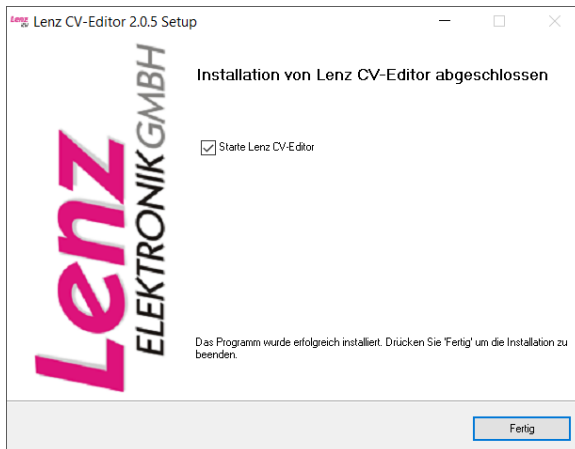 Lenz Lenz CV-Editor 2.0.5 Setup
Lenz
ELEKTRONIK GMBH
Installation von Lenz CV-Editor abgeschlossen
Starte Lenz CV-Editor
Das Programm wurde erfolgreich installiert. Drücken Sie 'Fertig' um die Installation zu
beenden.
Fertig